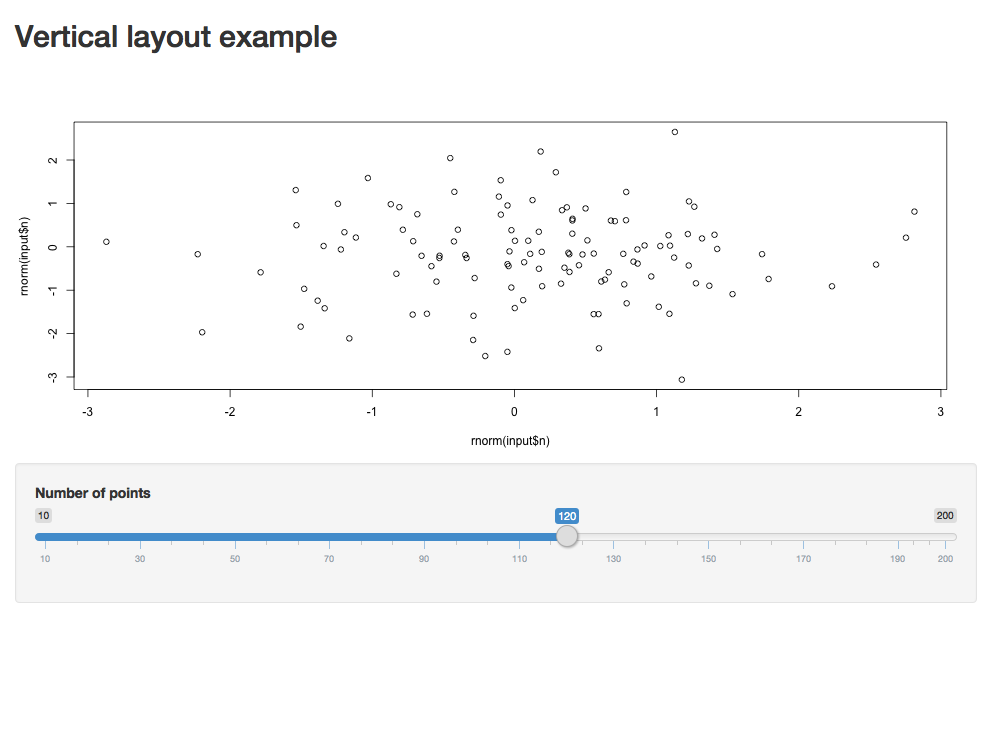 Vertical layout example
2
1
0
-1
-2
-3
rnorm(input$n)
-3 -2 -1 0 1 2 3
rnorm(input$n)
Number of points
10 120 200
10 30 50 70 90 110 130 150 170 190 200